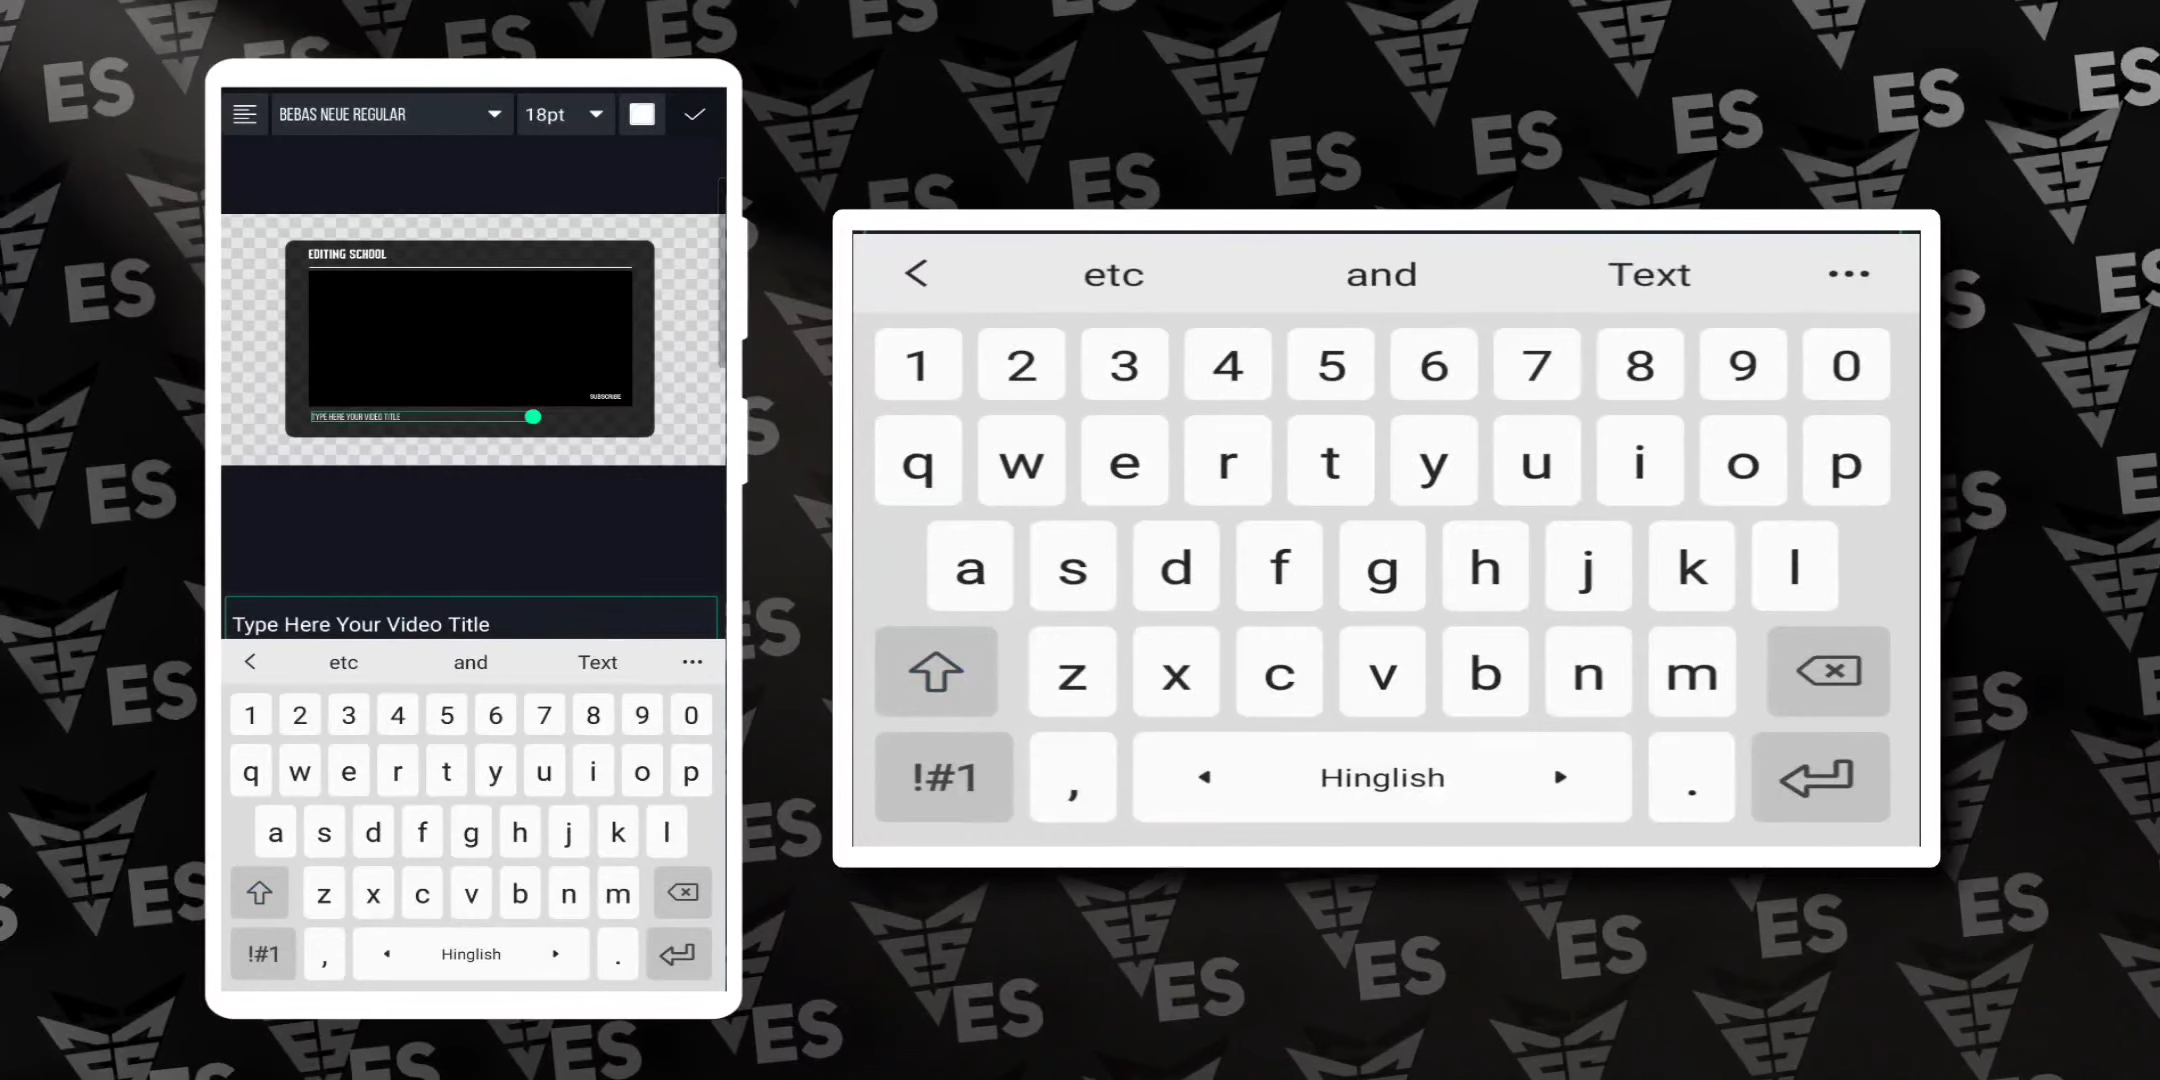 BEBAS NEUE REGULAR
18pt
EDITING SCHOOL
SUBSCRIBE
TYPE HERE YOUR VIDEO TITLE
Type Here Your Video Title
etc and Text ...
1 2 3 4 5 6 7 8 9 0
q w e r t y u i o p
a s d f g h j k l
z x c v b n m
!#1 , Hinglish .
etc and Text ...
1 2 3 4 5 6 7 8 9 0
q w e r t y u i o p
a s d f g h j k l
z x c v b n m
!#1 , Hinglish .
ES